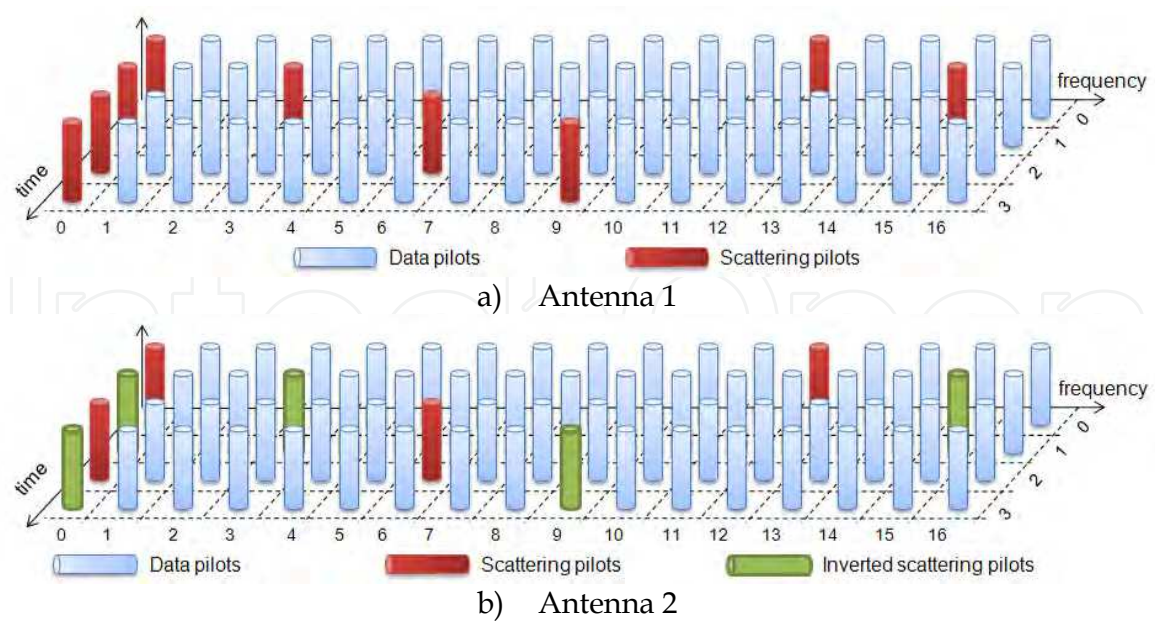 frequency
0
1
2
3
time
0 1 2 3 4 5 6 7 8 9 10 11 12 13 14 15 16
Data pilots Scattering pilots
a) Antenna 1
frequency
0
1
2
3
time
0 1 2 3 4 5 6 7 8 9 10 11 12 13 14 15 16
Data pilots Scattering pilots Inverted scattering pilots
b) Antenna 2